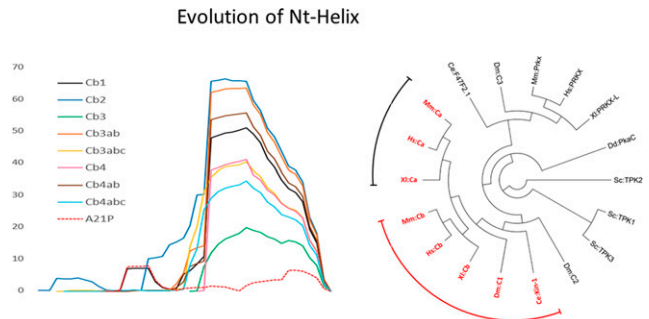 Evolution of Nt-Helix
70
60
50
40
30
20
10
0
Cb1
Cb2
Cb3
Cb3ab
Cb3abc
Cb4
Cb4ab
Cb4abc
A21P
Ce:F47F2.1
Dm:C3
Mm:Prkx
Hs:PRKX
Xl:PRKX-L
Dd:PkaC
Sc:TPK2
Sc:TPK1
Sc:TPK3
Dm:C2
Ce:Kin-1
Dm:C1
Xl:Cb
Hs:Cb
Mm:Cb
Xl:Ca
Hs:Ca
Mm:Ca